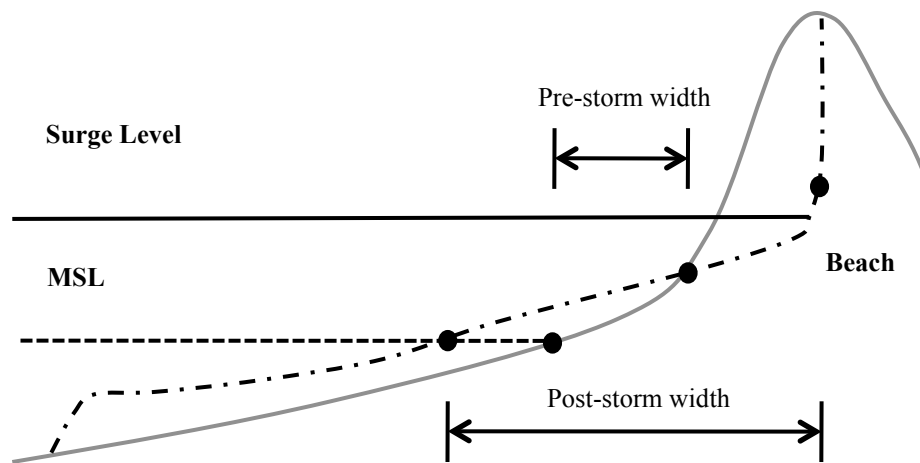 Pre-storm width
Surge Level
MSL
Beach
Post-storm width